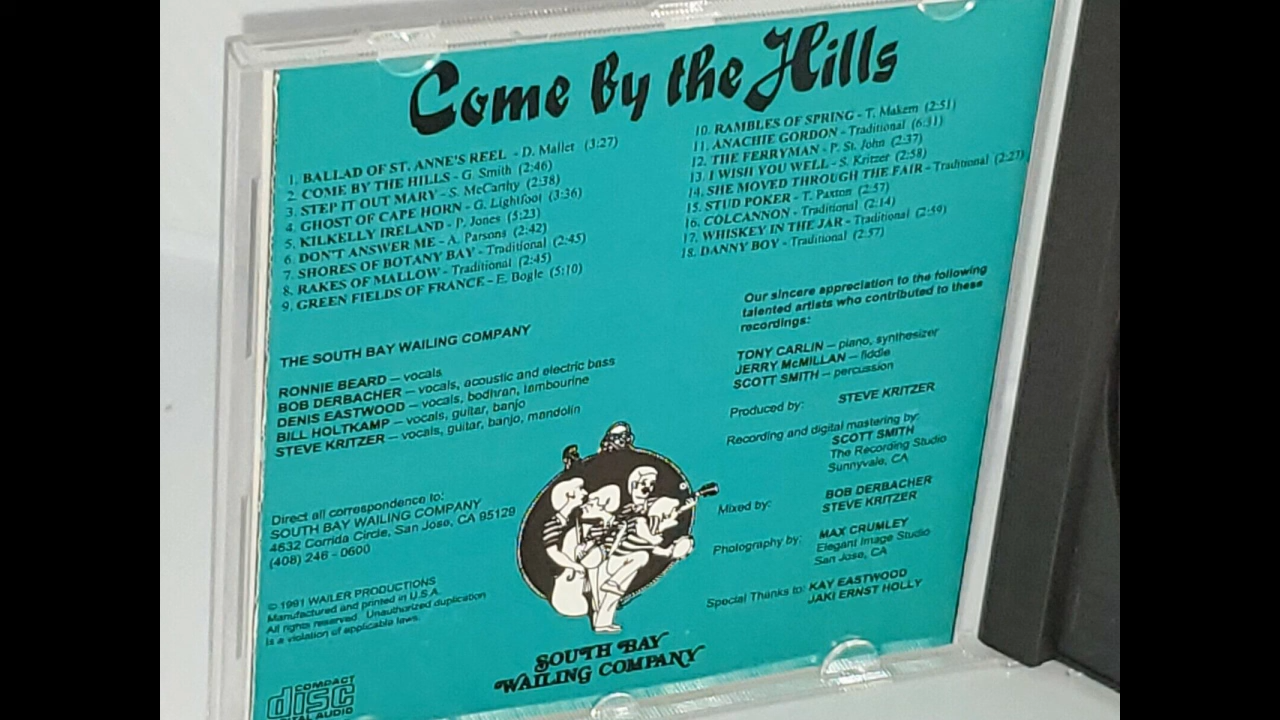 Come By the Hills
1. BALLAD OF ST. ANNE'S REEL - D. Mallet (3:27)
2. COME BY THE HILLS - G. Smith (2:46)
3. STEP IT OUT MARY - S. McCarthy (2:38)
4. GHOST OF CAPE HORN - G. Lightfoot (3:36)
5. KILKELLY IRELAND - P. Jones (5:23)
6. DON'T ANSWER ME - A. Parsons (2:42)
7. SHORES OF BOTANY BAY - Traditional (2:45)
8. RAKES OF MALLOW - Traditional (2:45)
9. GREEN FIELDS OF FRANCE - E. Bogle (5:10)
10. RAMBLES OF SPRING - T. Makem (2:51)
11. ANACHIE GORDON - Traditional (6:31)
12. THE FERRYMAN - P. St. John (2:37)
13. I WISH YOU WELL - S. Kritzer (2:58)
14. SHE MOVED THROUGH THE FAIR - Traditional (2:27)
15. STUD POKER - T. Paxton (2:57)
16. COLCANNON - Traditional (2:14)
17. WHISKEY IN THE JAR - Traditional (2:59)
18. DANNY BOY - Traditional (2:57)
THE SOUTH BAY WAILING COMPANY
RONNIE BEARD — vocals
BOB DERBACHER — vocals, acoustic and electric bass
DENIS EASTWOOD — vocals, bodhran, tambourine
BILL HOLTKAMP — vocals, guitar, banjo
STEVE KRITZER — vocals, guitar, banjo, mandolin
Direct all correspondence to:
SOUTH BAY WAILING COMPANY
4632 Corrida Circle, San Jose, CA 95129
(408) 246 - 0600
© 1991 WAILER PRODUCTIONS
Manufactured and printed in U.S.A.
All rights reserved. Unauthorized duplication
is a violation of applicable laws.
COMPACT
disc
DIGITAL AUDIO
Our sincere appreciation to the following
talented artists who contributed to these
recordings:
TONY CARLIN — piano, synthesizer
JERRY McMILLAN — fiddle
SCOTT SMITH — percussion
Produced by: STEVE KRITZER
Recording and digital mastering by:
SCOTT SMITH
The Recording Studio
Sunnyvale, CA
Mixed by: BOB DERBACHER
STEVE KRITZER
Photography by: MAX CRUMLEY
Elegant Image Studio
San Jose, CA
Special Thanks to: KAY EASTWOOD
JAKI ERNST HOLLY
SOUTH BAY
WAILING COMPANY